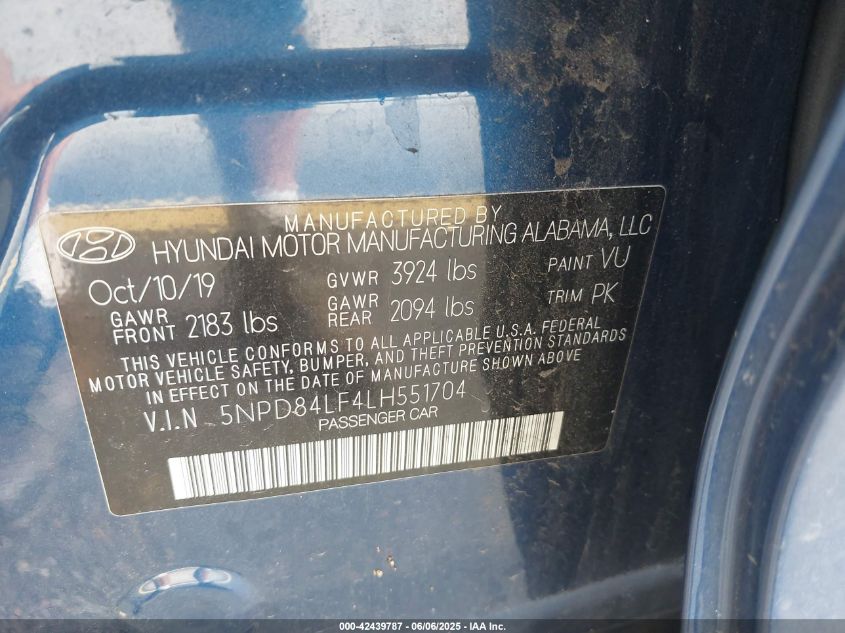 MANUFACTURED BY
HYUNDAI MOTOR MANUFACTURING ALABAMA, LLC
Oct/10/19 GVWR 3924 lbs PAINT VU
GAWR FRONT 2183 lbs GAWR REAR 2094 lbs TRIM PK
THIS VEHICLE CONFORMS TO ALL APPLICABLE U.S.A. FEDERAL
MOTOR VEHICLE SAFETY, BUMPER, AND THEFT PREVENTION STANDARDS
IN EFFECT ON THE DATE OF MANUFACTURE SHOWN ABOVE
V.I.N 5NPD84LF4LH551704
PASSENGER CAR
000-42439787 - 06/06/2025 - IAA Inc.